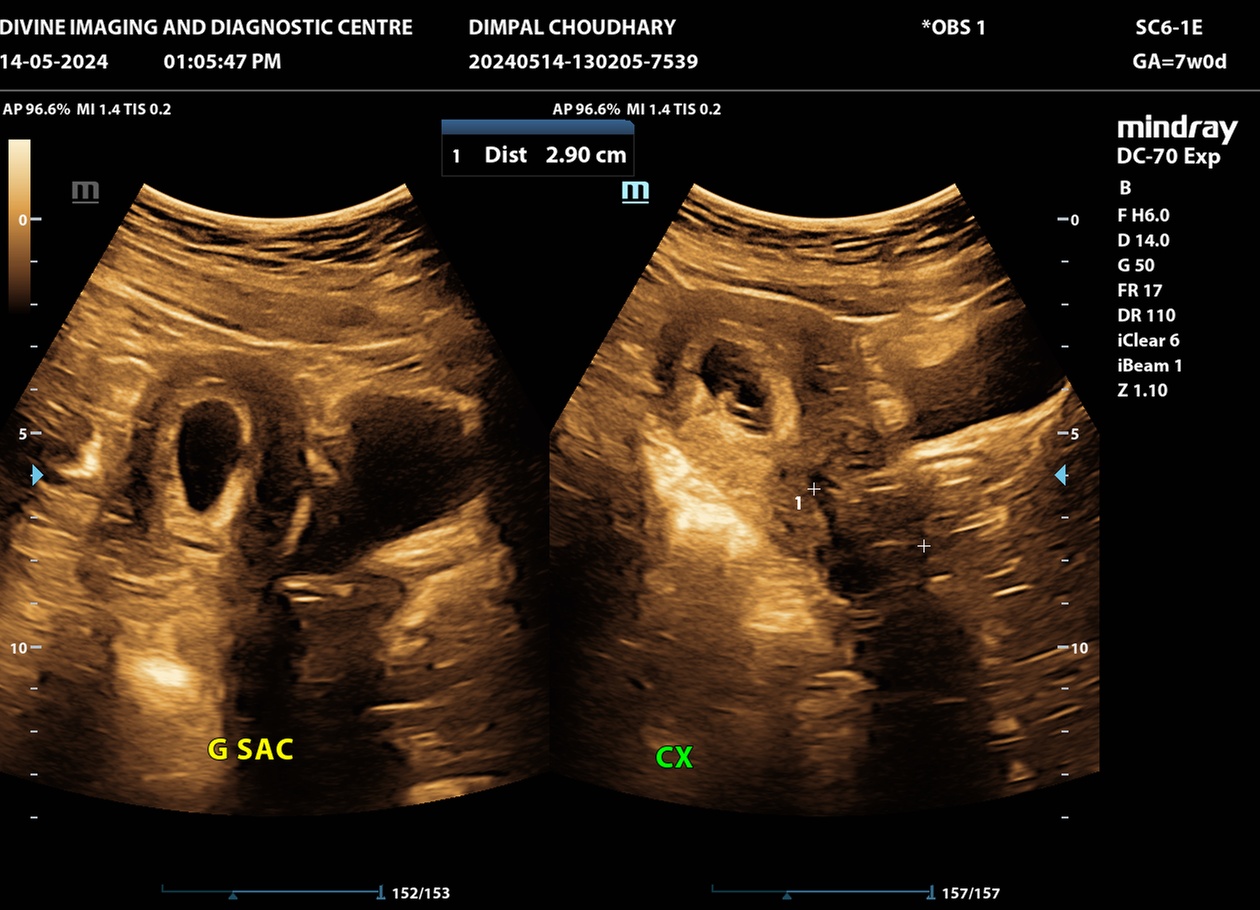 DIVINE IMAGING AND DIAGNOSTIC CENTRE DIMPAL CHOUDHARY *OBS 1 SC6-1E
14-05-2024 01:05:47 PM 20240514-130205-7539 GA=7w0d
AP 96.6% MI 1.4 TIS 0.2 AP 96.6% MI 1.4 TIS 0.2
mindray
DC-70 Exp
1 Dist 2.90 cm
m m
B
F H6.0
D 14.0
G 50
FR 17
DR 110
iClear 6
iBeam 1
Z 1.10
0 0
5 5
1
10 10
G SAC CX
152/153 157/157